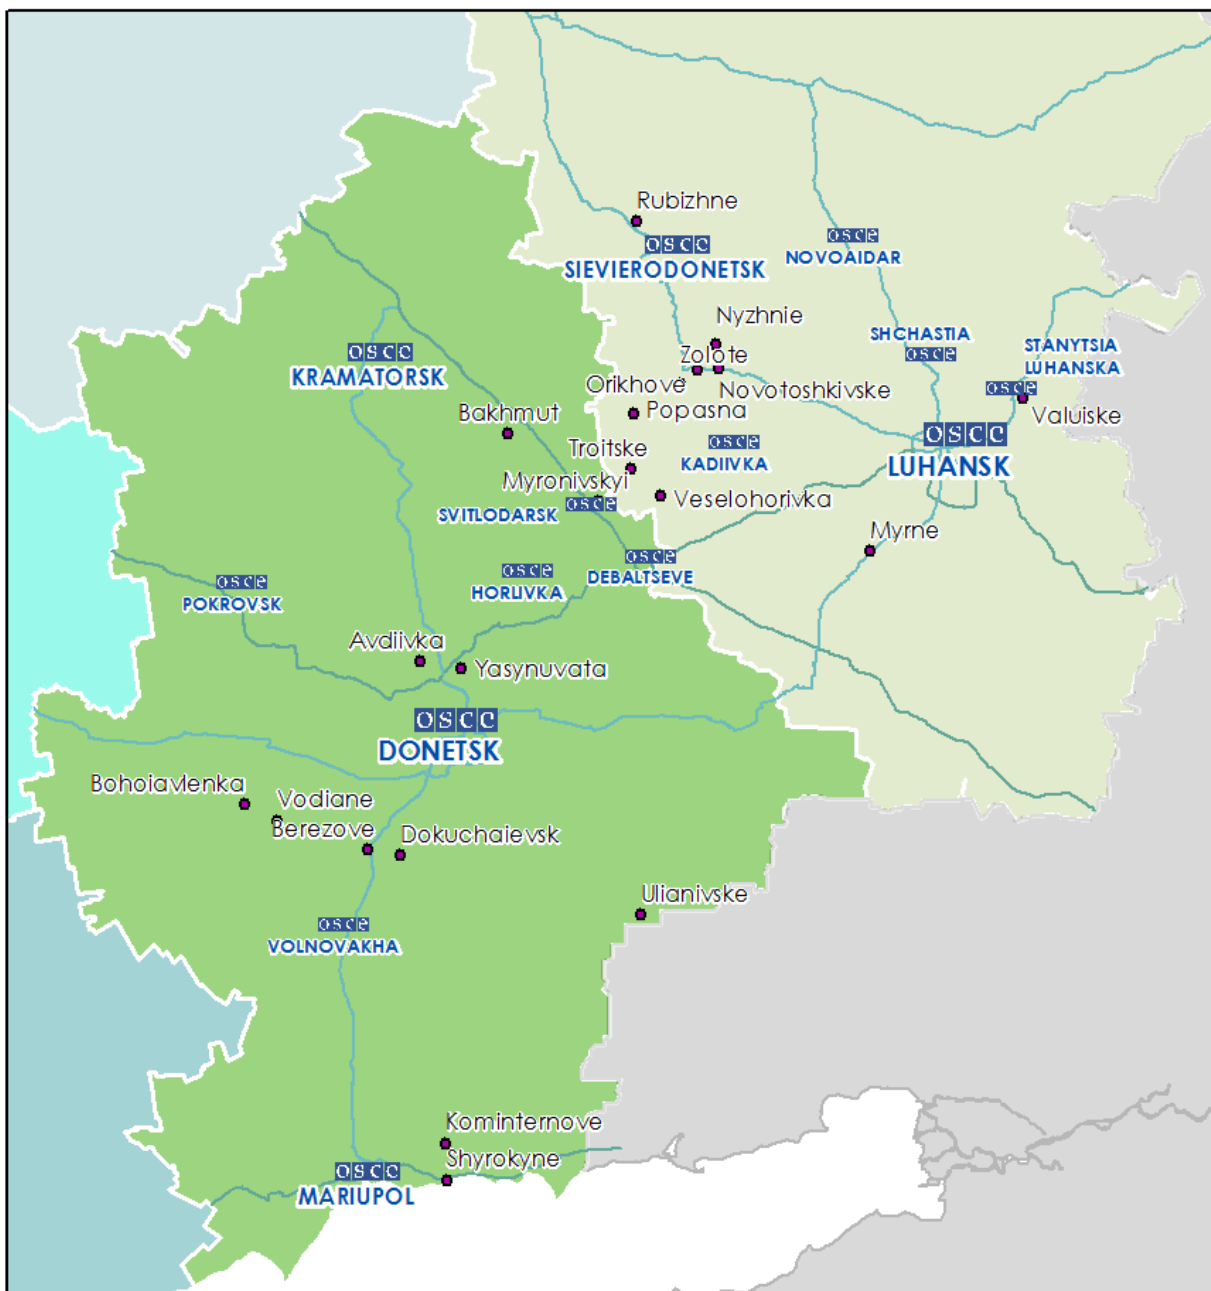 Rubizhne
OSCE
SIEVIERODONETSK
osce
NOVOAIDAR
Nyzhnie
SHCHASTIA
osce
STANYTSIA
LUHANSKA
osce
Valuiske
OSCE
KRAMATORSK
Zolote
Orikhove
Novotoshkivske
Popasna
Bakhmut
osce
KADIIVKA
OSCE
LUHANSK
Troitske
Myronivskyi
osce
SVITLODARSK
Veselohorivka
Myrne
osce
DEBALTSEVE
osce
HORLIVKA
osce
POKROVSK
Avdiivka
Yasynuvata
OSCE
DONETSK
Bohoiavlenka
Vodiane
Berezove
Dokuchaievsk
Ulianivske
osce
VOLNOVAKHA
Kominternove
Shyrokyne
OSCE
MARIUPOL